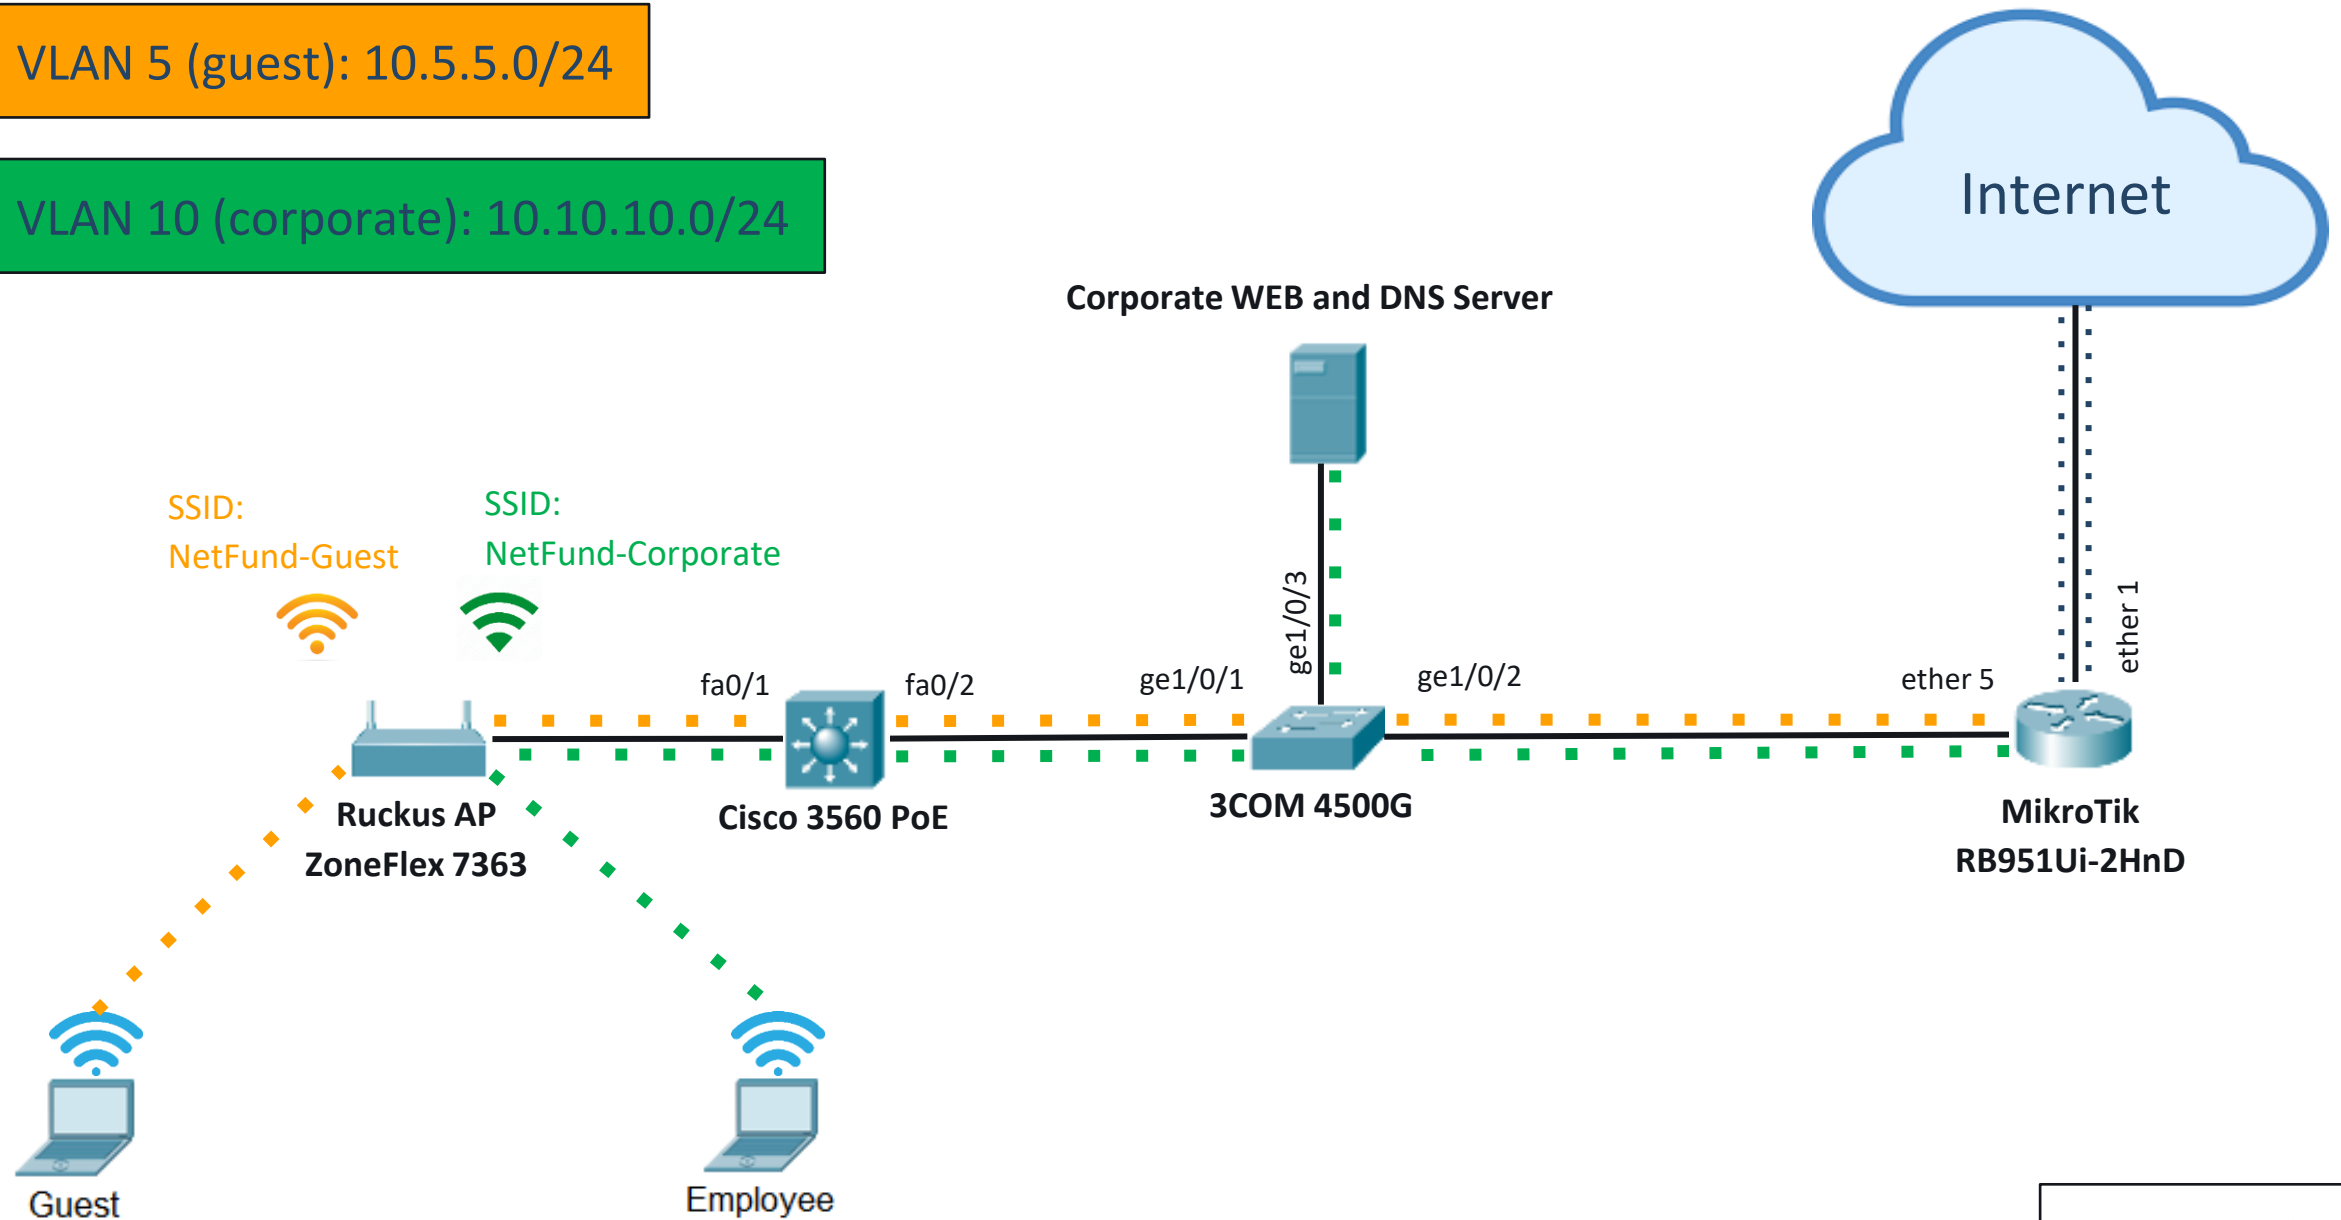 VLAN 5 (guest): 10.5.5.0/24
VLAN 10 (corporate): 10.10.10.0/24
Internet
Corporate WEB and DNS Server
SSID:
NetFund-Guest
SSID:
NetFund-Corporate
fa0/1
fa0/2
ge1/0/1
ge1/0/3
ge1/0/2
ether 5
ether 1
Ruckus AP
ZoneFlex 7363
Cisco 3560 PoE
3COM 4500G
MikroTik
RB951Ui-2HnD
Guest
Employee